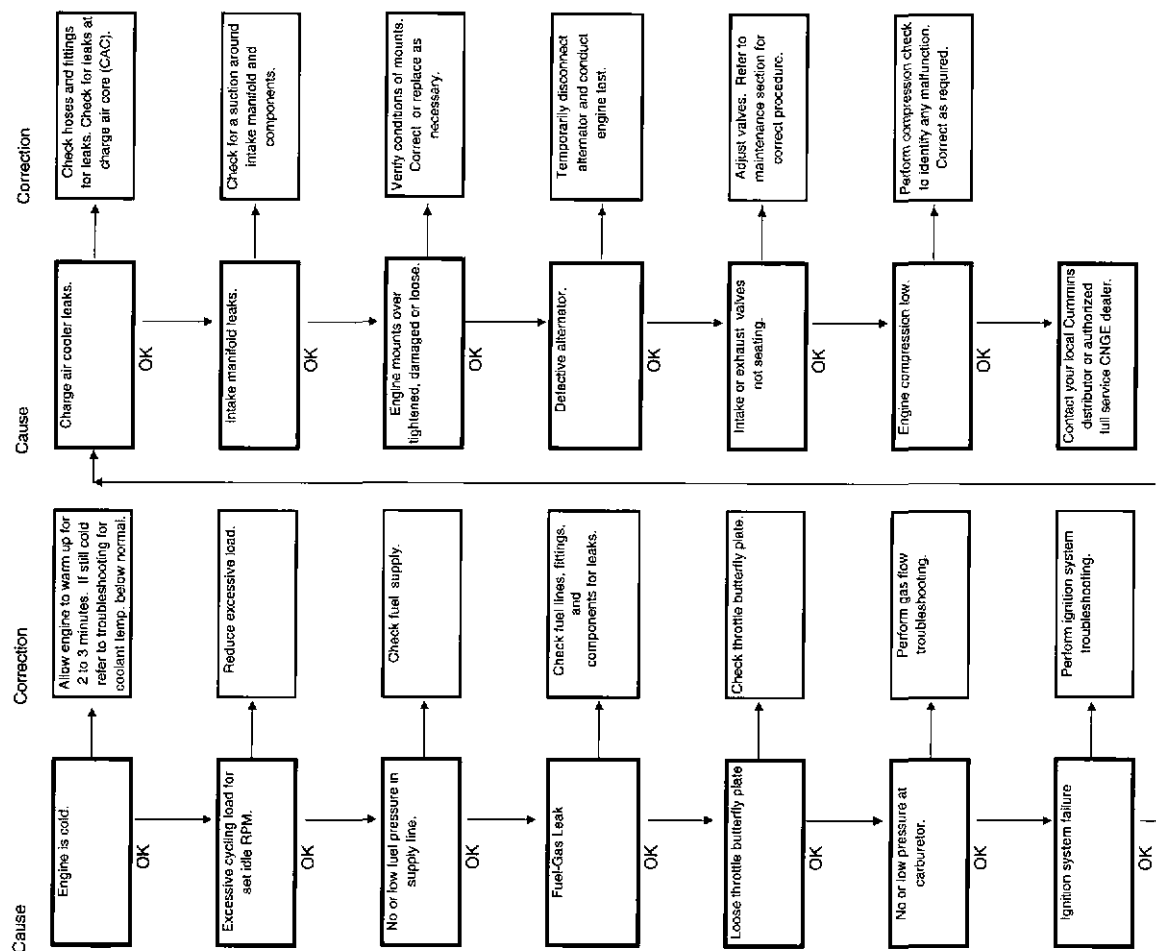 Cause
Correction
Engine is cold.
Allow engine to warm up for
2 to 3 minutes. If still cold
refer to troubleshooting for
coolant temp. below normal.
OK
Excessive cycling load for
set idle RPM.
Reduce excessive load.
OK
No or low fuel pressure in
supply line.
Check fuel supply.
OK
Fuel-Gas Leak
Check fuel lines, fittings,
and
components for leaks.
OK
Loose throttle butterfly plate
Check throttle butterfly plate.
OK
No or low pressure at
carburetor.
Perform gas flow
troubleshooting.
OK
Ignition system failure
Perform ignition system
troubleshooting.
OK
Cause
Correction
Charge air cooler leaks.
Check hoses and fittings
for leaks. Check for leaks at
charge air core (CAC).
OK
Intake manifold leaks.
Check for a suction around
intake manifold and
components.
OK
Engine mounts over
tightened, damaged or loose.
Verify conditions of mounts.
Correct or replace as
necessary.
OK
Defective alternator.
Temporarily disconnect
alternator and conduct
engine test.
OK
Intake or exhaust valves
not seating.
Adjust valves. Refer to
maintenance section for
correct procedure.
OK
Engine compression low.
Perform compression check
to identify any malfunction.
Correct as required.
OK
Contact your local Cummins
distributor or authorized
full service CNGE dealer.